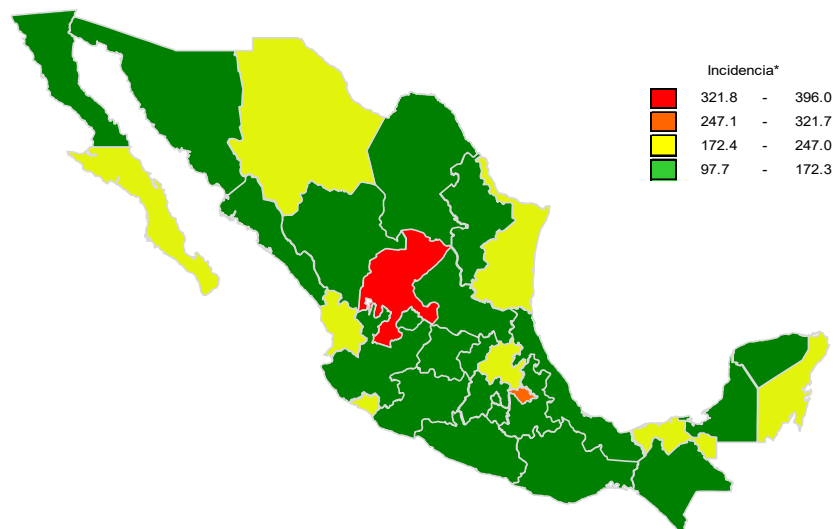 Incidencia*
321.8 - 396.0
247.1 - 321.7
172.4 - 247.0
97.7 - 172.3